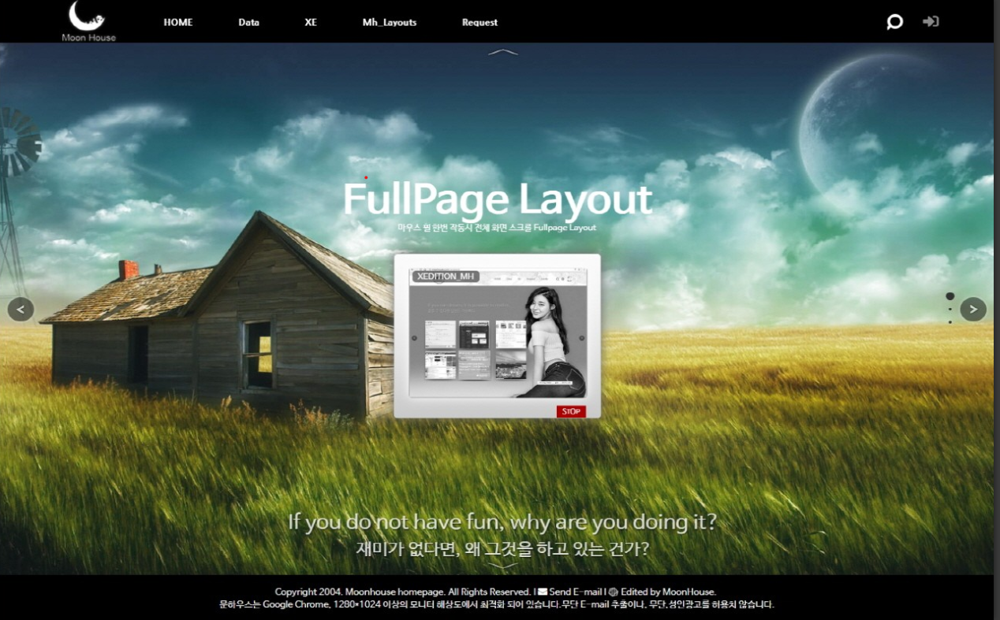 Moon House
HOME Data XE Mh_Layouts Request
FullPage Layout
마우스 휠 한번 작동시 전체 화면 스크롤 Fullpage Layout
XEDITION_MH
STOP
If you do not have fun, why are you doing it?
재미가 없다면, 왜 그것을 하고 있는 건가?
Copyright 2004. Moonhouse homepage. All Rights Reserved. | Send E-mail | Edited by MoonHouse.
문하우스는 Google Chrome, 1280*1024 이상의 모니터 해상도에서 최적화 되어 있습니다.무단 E-mail 추출이나, 무단,성인광고를 허용치 않습니다.